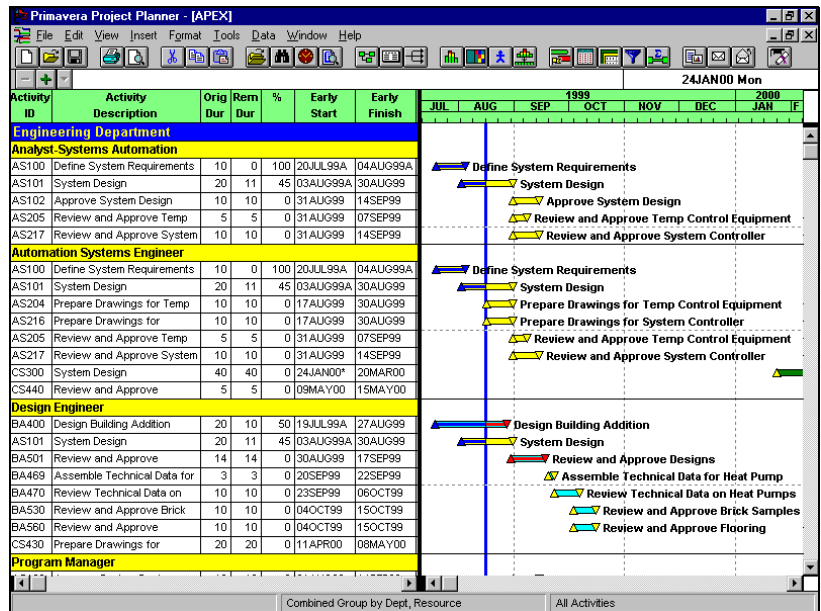 Primavera Project Planner - [APEX]
File Edit View Insert Format Tools Data Window Help
24JAN00 Mon
Activity ID Activity Description Orig Dur Rem Dur % Early Start Early Finish
1999 2000
JUL AUG SEP OCT NOV DEC JAN F
Engineering Department
Analyst-Systems Automation
AS100 Define System Requirements 10 0 100 20JUL99A 04AUG99A Define System Requirements
AS101 System Design 20 11 45 03AUG99A 30AUG99 System Design
AS102 Approve System Design 10 10 0 31AUG99 14SEP99 Approve System Design
AS205 Review and Approve Temp 5 5 0 31AUG99 07SEP99 Review and Approve Temp Control Equipment
AS217 Review and Approve System 10 10 0 31AUG99 14SEP99 Review and Approve System Controller
Automation Systems Engineer
AS100 Define System Requirements 10 0 100 20JUL99A 04AUG99A Define System Requirements
AS101 System Design 20 11 45 03AUG99A 30AUG99 System Design
AS204 Prepare Drawings for Temp 10 10 0 17AUG99 30AUG99 Prepare Drawings for Temp Control Equipment
AS216 Prepare Drawings for 10 10 0 17AUG99 30AUG99 Prepare Drawings for System Controller
AS205 Review and Approve Temp 5 5 0 31AUG99 07SEP99 Review and Approve Temp Control Equipment
AS217 Review and Approve System 10 10 0 31AUG99 14SEP99 Review and Approve System Controller
CS300 System Design 40 40 0 24JAN00* 20MAR00
CS440 Review and Approve 5 5 0 09MAY00 15MAY00
Design Engineer
BA400 Design Building Addition 20 10 50 19JUL99A 27AUG99 Design Building Addition
AS101 System Design 20 11 45 03AUG99A 30AUG99 System Design
BA501 Review and Approve 14 14 0 30AUG99 17SEP99 Review and Approve Designs
BA469 Assemble Technical Data for 3 3 0 20SEP99 22SEP99 Assemble Technical Data for Heat Pump
BA470 Review Technical Data on 10 10 0 23SEP99 06OCT99 Review Technical Data on Heat Pumps
BA530 Review and Approve Brick 10 10 0 04OCT99 15OCT99 Review and Approve Brick Samples
BA560 Review and Approve 10 10 0 04OCT99 15OCT99 Review and Approve Flooring
CS430 Prepare Drawings for 20 20 0 11APR00 08MAY00
Program Manager
Combined Group by Dept, Resource All Activities